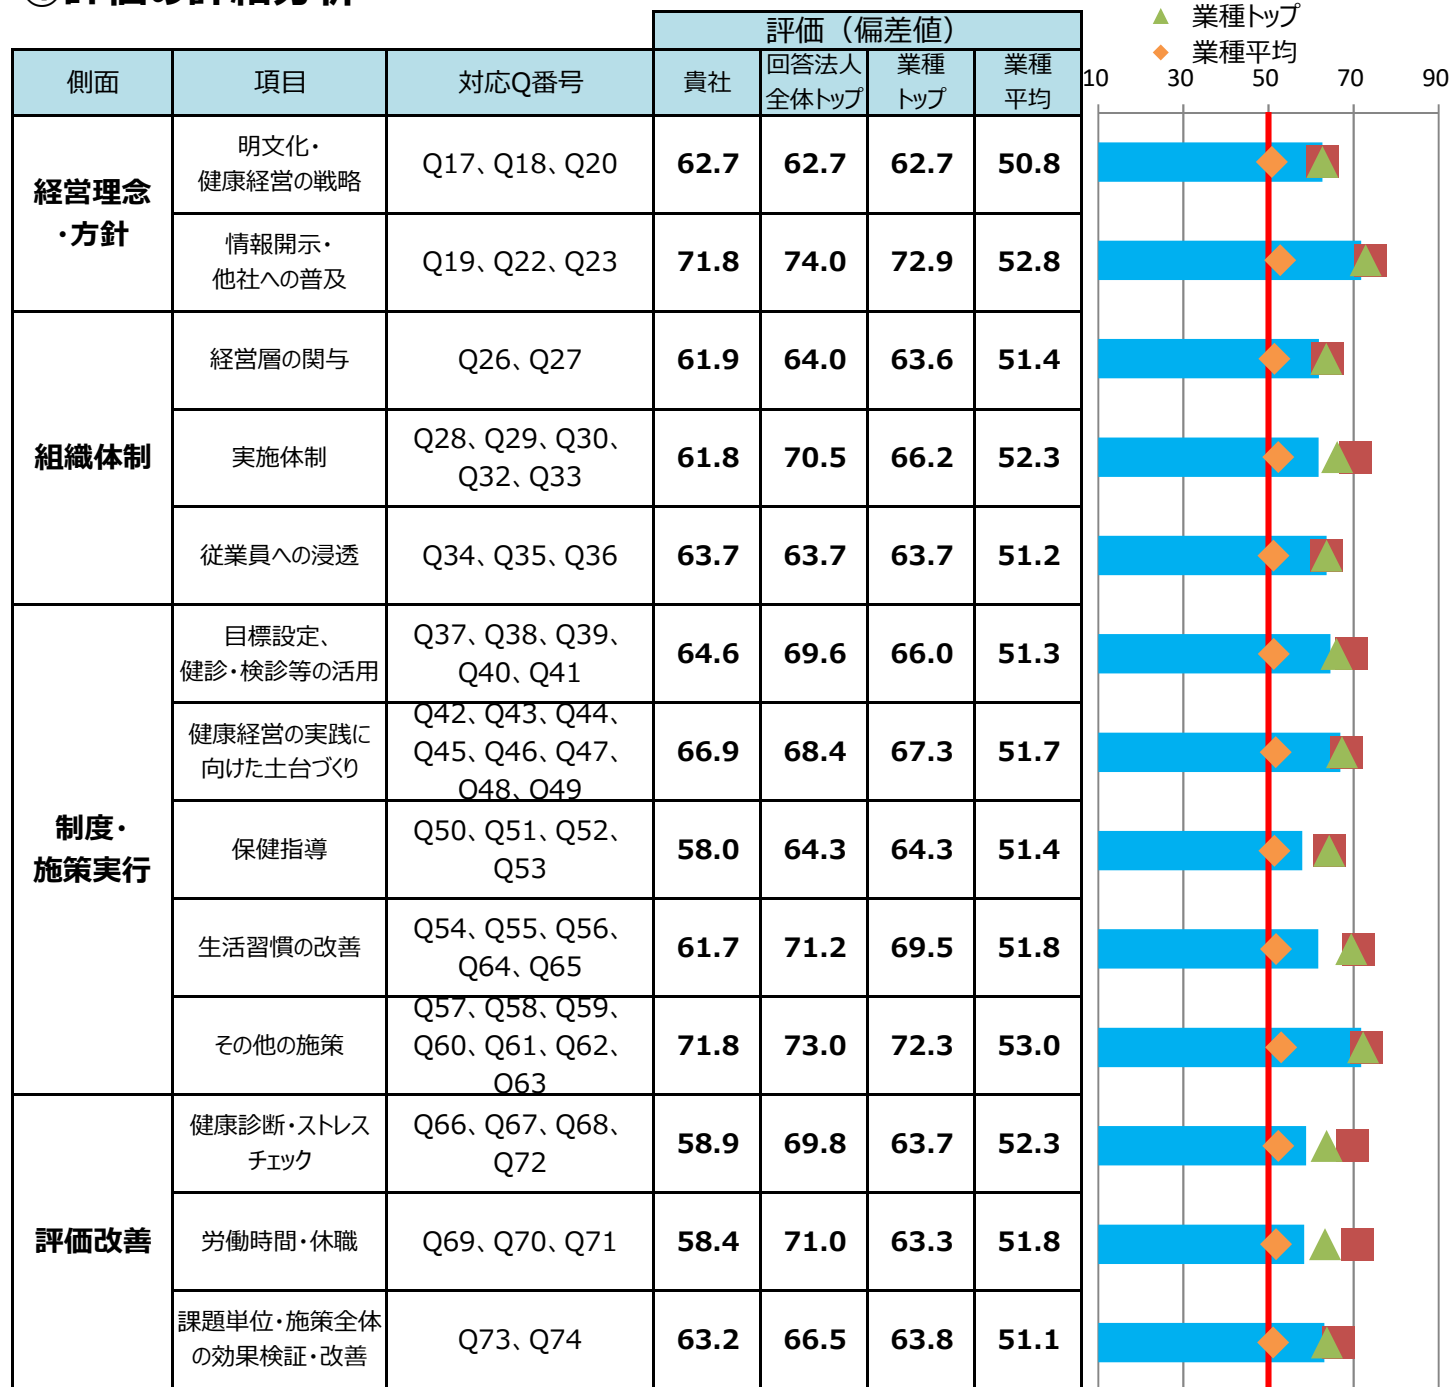 ①評価の詳細分析
▲ 業種トップ
◆ 業種平均
評価（偏差値）
側面 項目 対応Q番号 貴社 回答法人 業種 業種
全体トップ トップ 平均
10 30 50 70 90
経営理念
・方針
明文化・
健康経営の戦略
Q17、Q18、Q20 62.7 62.7 62.7 50.8
情報開示・
他社への普及
Q19、Q22、Q23 71.8 74.0 72.9 52.8
組織体制
経営層の関与 Q26、Q27 61.9 64.0 63.6 51.4
実施体制
Q28、Q29、Q30、
Q32、Q33
61.8 70.5 66.2 52.3
従業員への浸透 Q34、Q35、Q36 63.7 63.7 63.7 51.2
制度・
施策実行
目標設定、
健診・検診等の活用
Q37、Q38、Q39、
Q40、Q41
64.6 69.6 66.0 51.3
健康経営の実践に
向けた土台づくり
Q42、Q43、Q44、
Q45、Q46、Q47、
Q48、Q49
66.9 68.4 67.3 51.7
保健指導
Q50、Q51、Q52、
Q53
58.0 64.3 64.3 51.4
生活習慣の改善
Q54、Q55、Q56、
Q64、Q65
61.7 71.2 69.5 51.8
その他の施策
Q57、Q58、Q59、
Q60、Q61、Q62、
Q63
71.8 73.0 72.3 53.0
評価改善
健康診断・ストレス
チェック
Q66、Q67、Q68、
Q72
58.9 69.8 63.7 52.3
労働時間・休職 Q69、Q70、Q71 58.4 71.0 63.3 51.8
課題単位・施策全体
の効果検証・改善
Q73、Q74 63.2 66.5 63.8 51.1